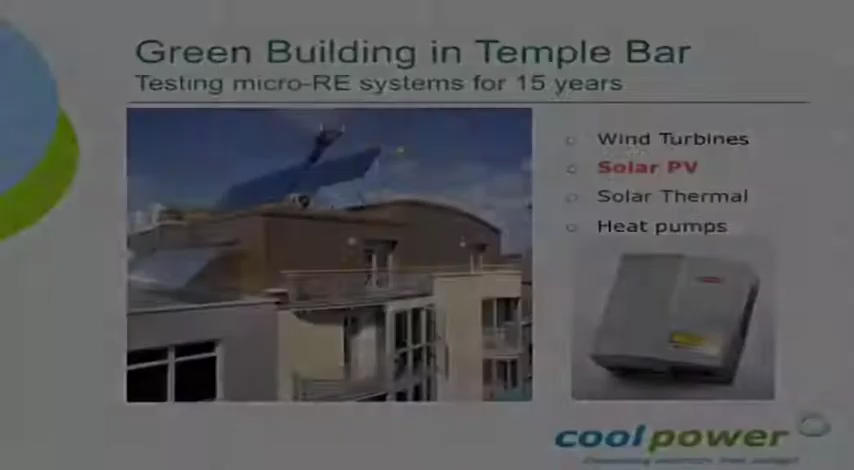 Green Building in Temple Bar
Testing micro-RE systems for 15 years
Wind Turbines
Solar PV
Solar Thermal
Heat pumps
coolpower